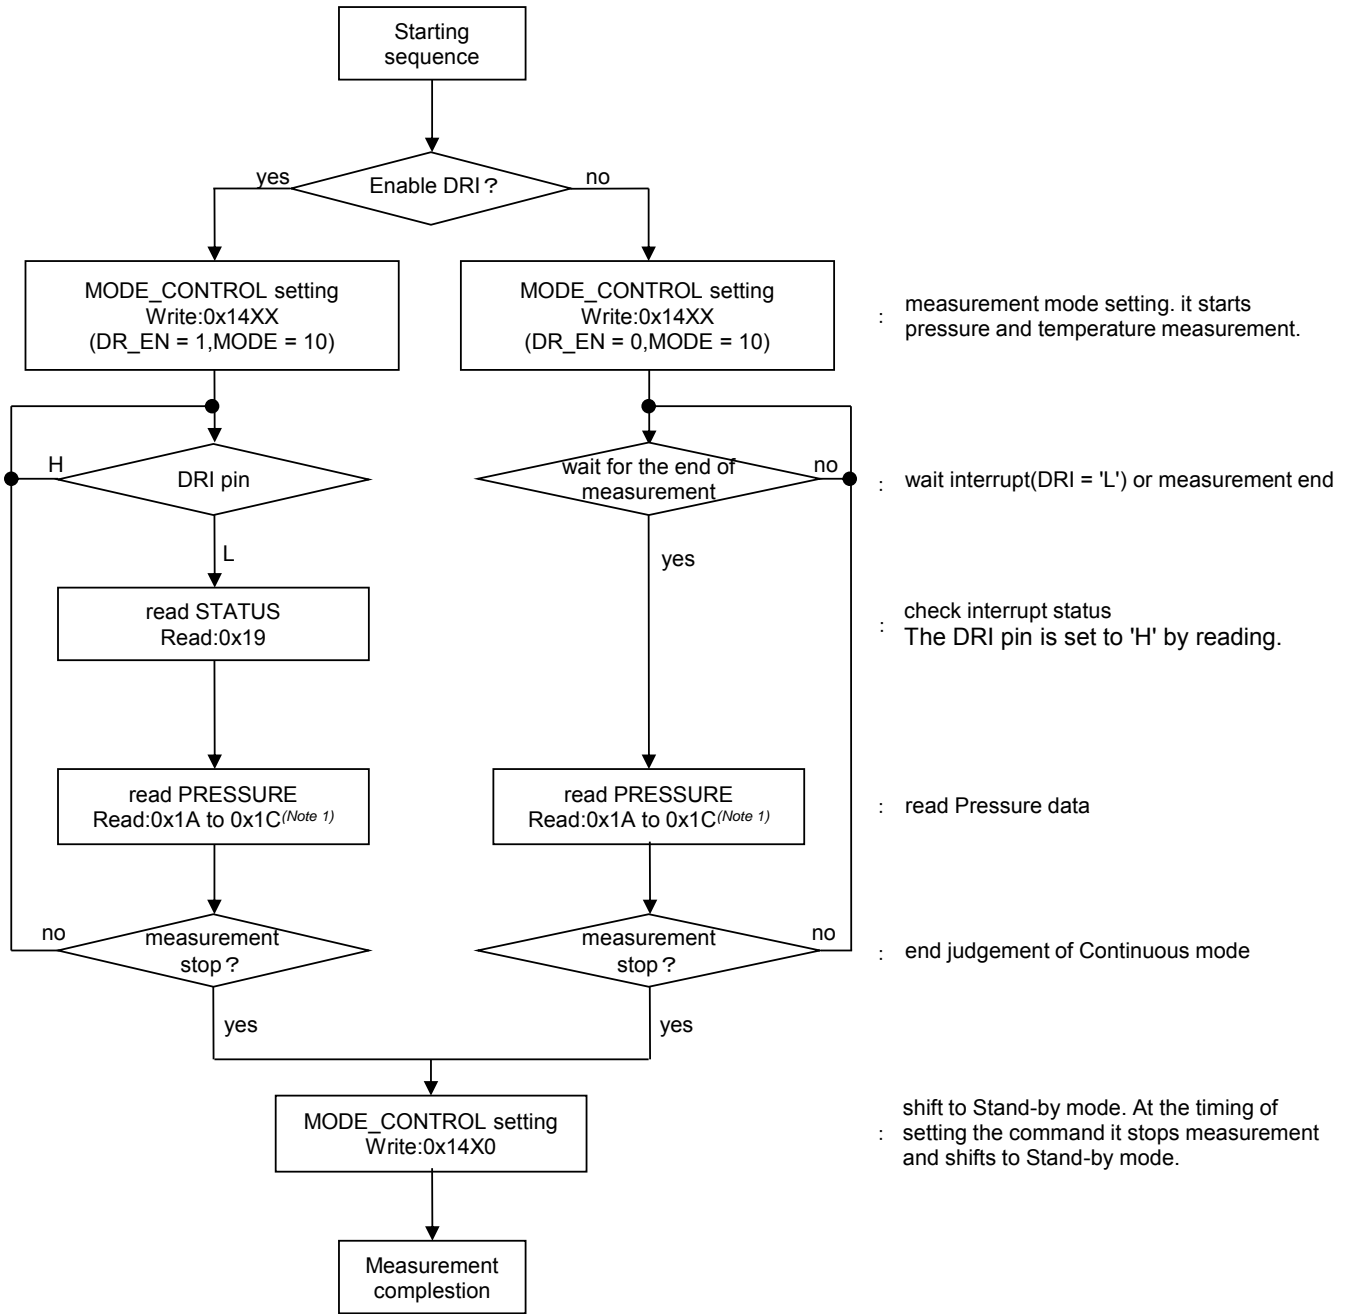 Starting
sequence
yes
Enable DRI？
no
MODE_CONTROL setting
Write:0x14XX
(DR_EN = 1,MODE = 10)
MODE_CONTROL setting
Write:0x14XX
(DR_EN = 0,MODE = 10)
: measurement mode setting. it starts
pressure and temperature measurement.
H
DRI pin
L
wait for the end of
measurement
no
yes
: wait interrupt(DRI = 'L') or measurement end
read STATUS
Read:0x19
check interrupt status
: The DRI pin is set to 'H' by reading.
read PRESSURE
Read:0x1A to 0x1C(Note 1)
read PRESSURE
Read:0x1A to 0x1C(Note 1)
: read Pressure data
no
measurement
stop？
yes
measurement
stop？
no
yes
: end judgement of Continuous mode
MODE_CONTROL setting
Write:0x14X0
shift to Stand-by mode. At the timing of
: setting the command it stops measurement
and shifts to Stand-by mode.
Measurement
complestion